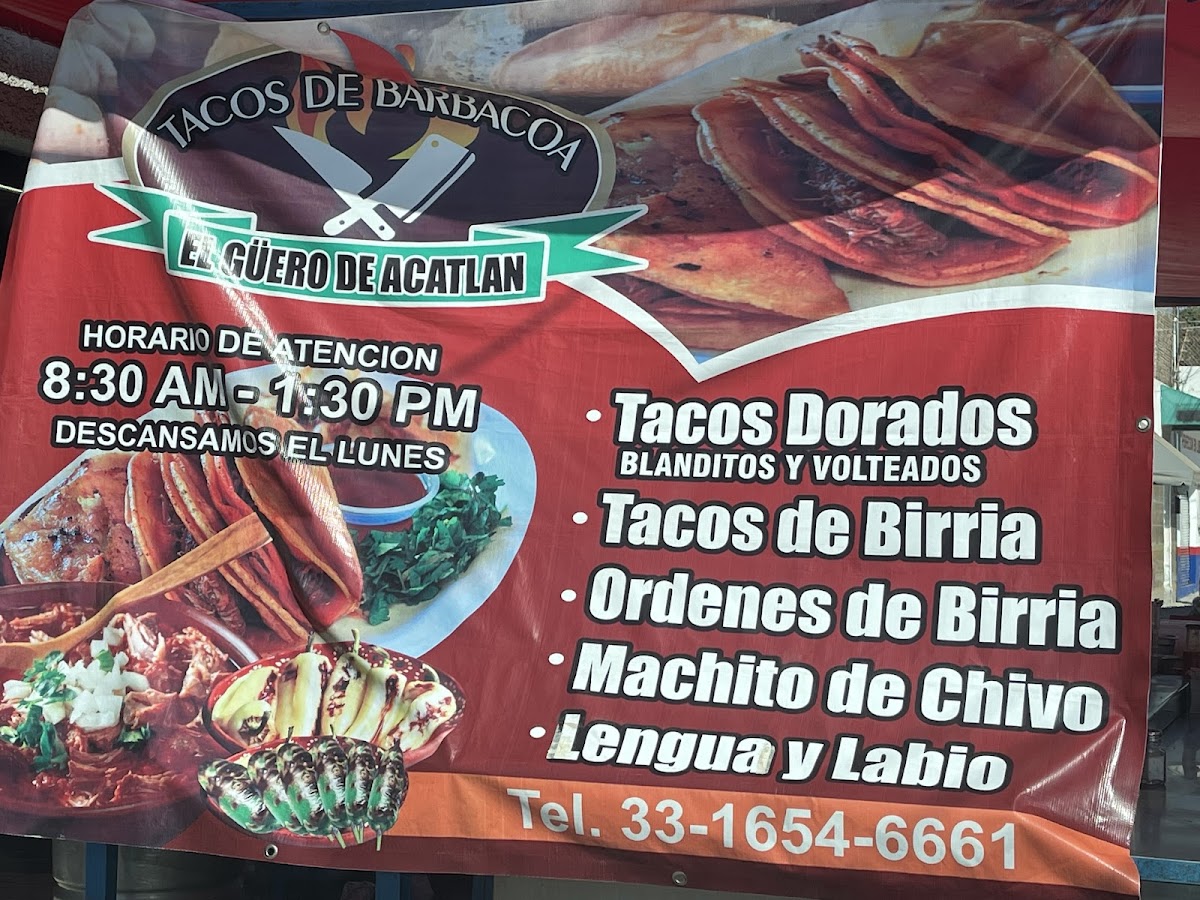 TACOS DE BARBACOA
EL GÜERO DE ACATLAN
HORARIO DE ATENCION
8:30 AM - 1:30 PM
DESCANSAMOS EL LUNES
• Tacos Dorados
BLANDITOS Y VOLTEADOS
• Tacos de Birria
• Ordenes de Birria
• Machito de Chivo
• Lengua y Labio
Tel. 33-1654-6661